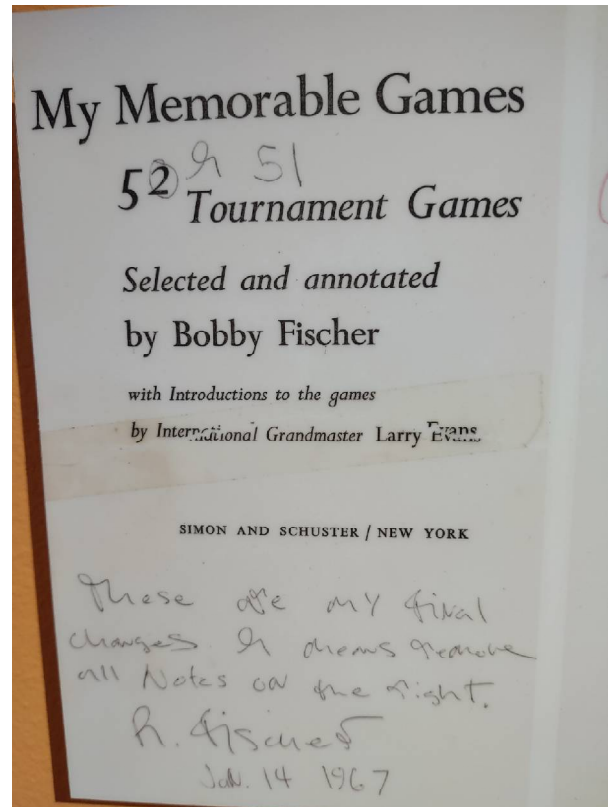 My Memorable Games
52 51
Tournament Games
Selected and annotated
by Bobby Fischer
with Introductions to the games
by International Grandmaster Larry Evans
SIMON AND SCHUSTER / NEW YORK
These are my final
changes. means remove
all Notes on the right.
R. Fischer
Jan. 14 1967